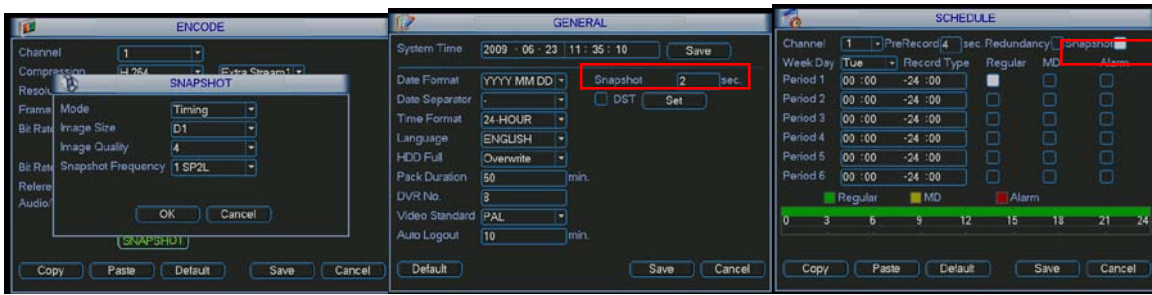 ENCODE
Channel 1
Compression H.264 Extra Stream1
SNAPSHOT
Mode Timing
Image Size D1
Image Quality 4
Snapshot Frequency 1 SP2L
OK Cancel
Frame
Bit Rate
Bit Rate
Audio/
SNAPSHOT
Copy Paste Default Save Cancel
GENERAL
System Time 2009 - 06 - 23 11 : 35 : 10 Save
Date Format YYYY MM DD Snapshot 2 sec.
Date Separator - DST Set
Time Format 24-HOUR
Language ENGLISH
HDD Full Overwrite
Pack Duration 60 min.
DVR No. 8
Video Standard PAL
Auto Logout 10 min.
Default Save Cancel
SCHEDULE
Channel 1 PreRecord 4 sec Redundancy Snapshot
Week Day Tue Record Type Regular MD Alarm
Period 1 00 :00 -24 :00
Period 2 00 :00 -24 :00
Period 3 00 :00 -24 :00
Period 4 00 :00 -24 :00
Period 5 00 :00 -24 :00
Period 6 00 :00 -24 :00
Regular MD Alarm
0 3 6 9 12 15 18 21 24
Copy Paste Default Save Cancel